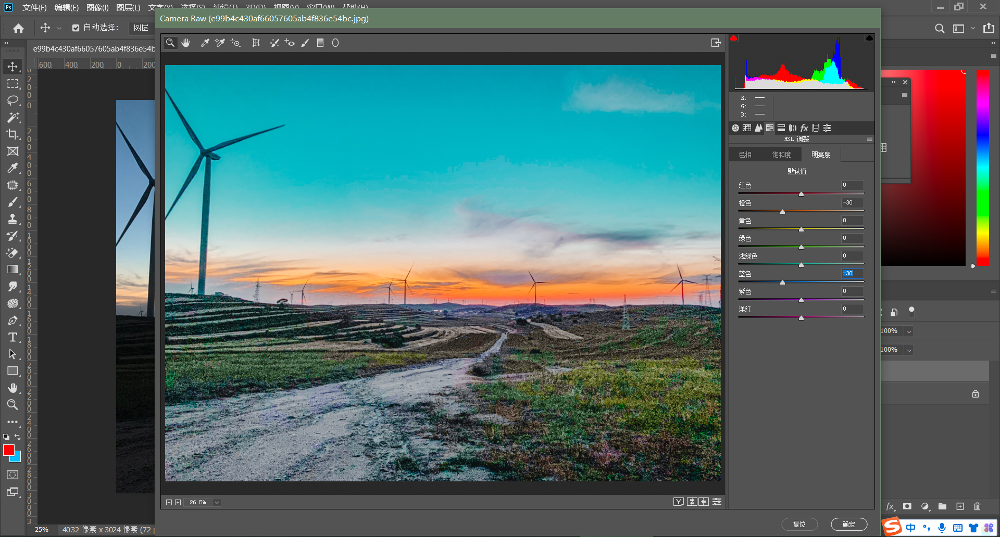 Ps 文件(F) 编辑(E) 图像(I) 图层(L) 文字(Y) 选择(S) 滤镜(T) 3D(D) 视图(V) 窗口(W) 帮助(H)
Camera Raw (e99b4c430af66057605ab4f836e54bc.jpg)
自动选择：
图层
e99b4c430af66057605ab4f836e54b
600 400 200 0 200
R:
G:
B:
HSL 调整
色相 饱和度 明亮度
默认值
红色 0
橙色 -30
黄色 0
绿色 0
浅绿色 0
蓝色 -30
紫色 0
洋红 0
100%
100%
26.5%
Y
复位 确定
fx
25% 4032 像素 x 3024 像素 (72
中